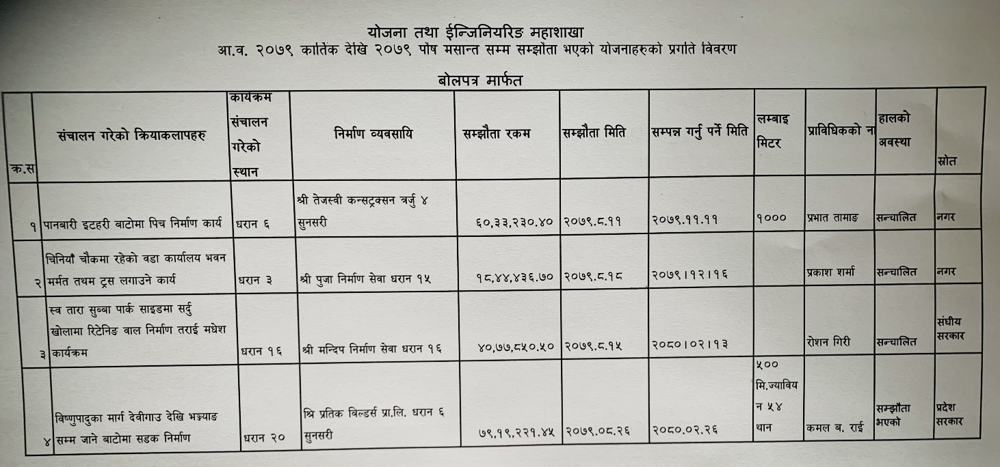 योजना तथा ईन्जिनियरिङ महाशाखा
आ.व. २०७९ कार्तिक देखि २०७९ पौष मसान्त सम्म सम्झौता भएको योजनाहरुको प्रगति विवरण
बोलपत्र मार्फत
क्र.स
संचालन गरेको क्रियाकलापहरु
कार्यक्रम
संचालन
गरेको
स्थान
निर्माण व्यवसायि
सम्झौता रकम
सम्झौता मिति
सम्पन्न गर्नु पर्ने मिति
लम्बाइ
मिटर
प्राविधिकको ना
हालको
अवस्था
स्रोत
१
पानबारी इटहरी बाटोमा पिच निर्माण कार्य
धरान ६
श्री तेजस्वी कन्सट्रक्सन वर्जु ४
सुनसरी
६०,३३,२३०.४०
२०७९.८.११
२०७९.११.११
१०००
प्रभात तामाङ
सन्चालित
नगर
२
चिनियाँ चौकमा रहेको वडा कार्यालय भवन
मर्मत तथम ट्रस लगाउने कार्य
धरान ३
श्री पुजा निर्माण सेवा धरान १५
१८,४४,४३६.७०
२०७९.८.१८
२०७९।१२।१६
प्रकाश शर्मा
सन्चालित
नगर
३
स्व तारा सुब्बा पार्क साइडमा सर्दु
खोलामा रिटेनिङ वाल निर्माण तराई मधेश
कार्यक्रम
धरान १६
श्री मन्दिप निर्माण सेवा धरान १६
४०,७७,८५०.५०
२०७९.८.१५
२०८०।०२।१३
रोशन गिरी
सन्चालित
संघीय
सरकार
४
विष्णुपादुका मार्ग देवीगाउ देखि भञ्ज्याङ
सम्म जाने बाटोमा सडक निर्माण
धरान २०
श्रि प्रतिक बिल्डर्स प्रा.लि. धरान ६
सुनसरी
७९,१९,२२१.४५
२०७९.०८.२६
२०८०.०२.२६
५००
मि.ज्याविय
न ५४
थान
कमल ब. राई
सम्झौता
भएको
प्रदेश
सरकार